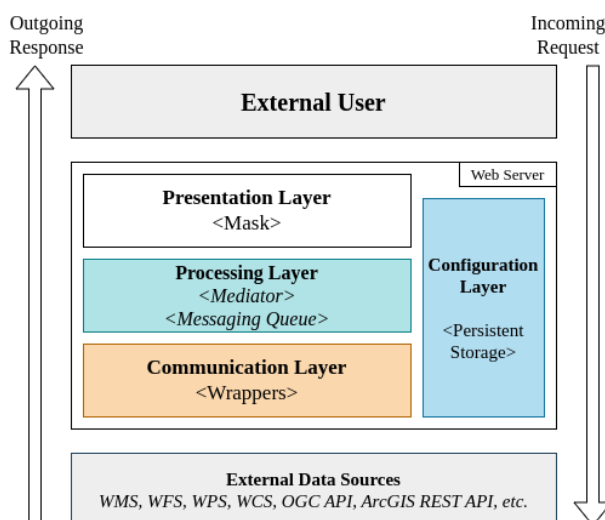 Outgoing
Response
Incoming
Request
External User
Web Server
Presentation Layer
<Mask>
Processing Layer
<Mediator>
<Messaging Queue>
Communication Layer
<Wrappers>
Configuration
Layer
<Persistent
Storage>
External Data Sources
WMS, WFS, WPS, WCS, OGC API, ArcGIS REST API, etc.